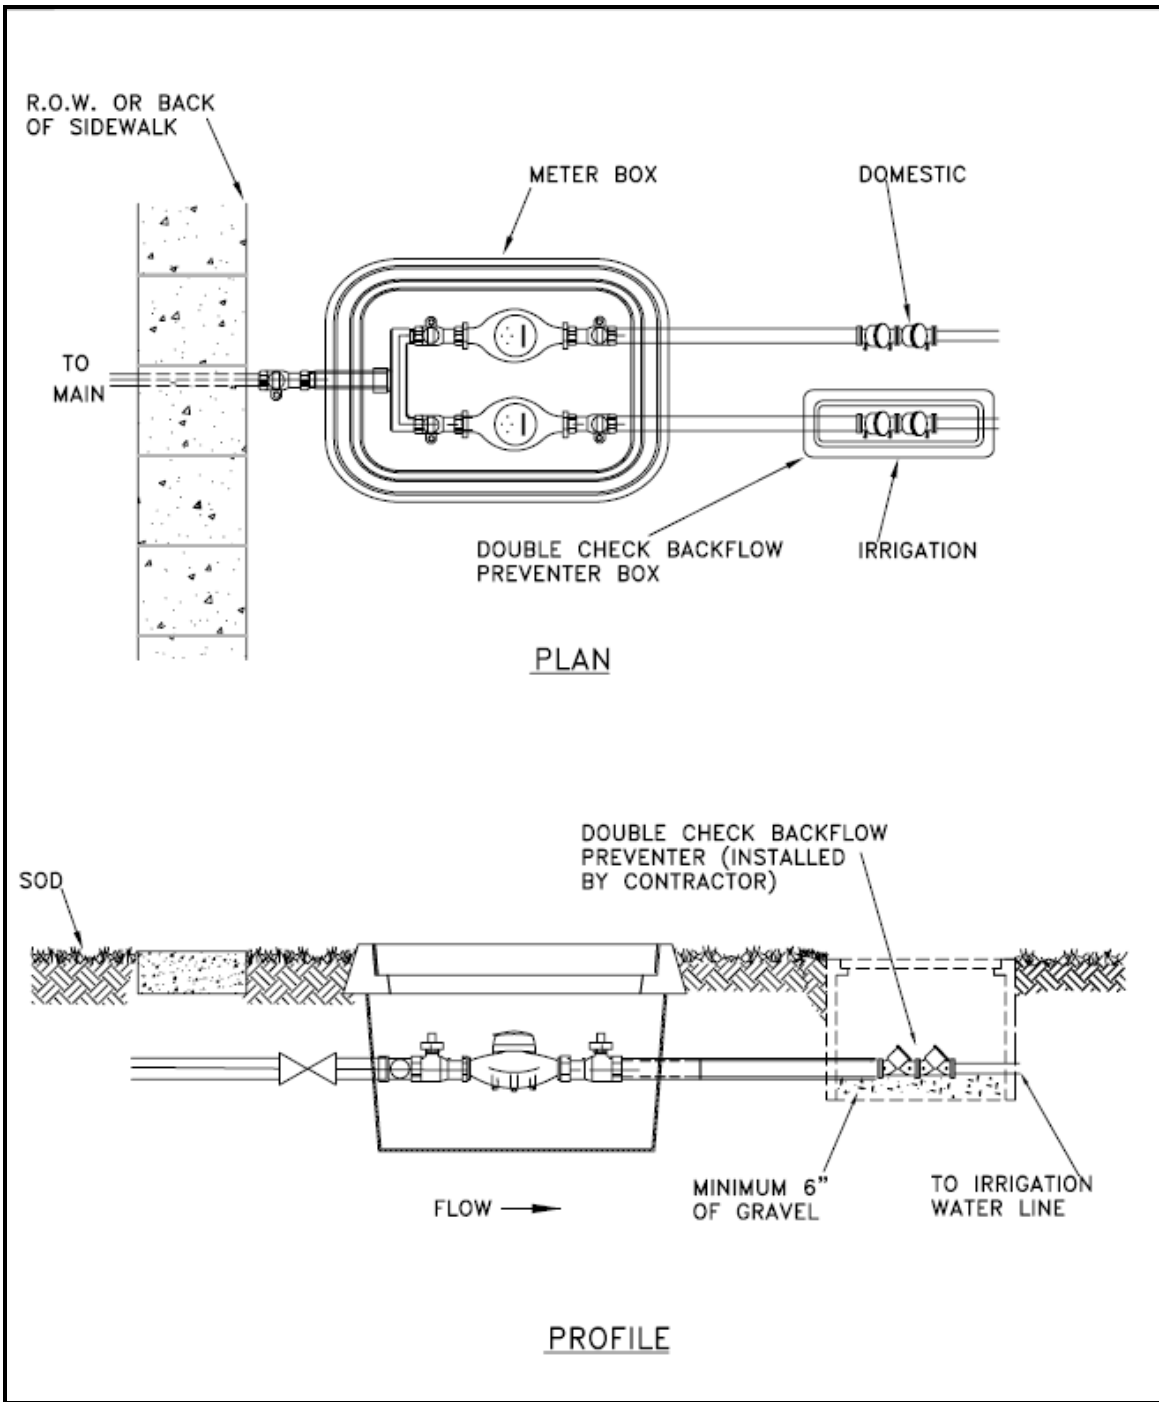 R.O.W. OR BACK
OF SIDEWALK
METER BOX
DOMESTIC
TO
MAIN
DOUBLE CHECK BACKFLOW
PREVENTER BOX
IRRIGATION
PLAN
DOUBLE CHECK BACKFLOW
PREVENTER (INSTALLED
BY CONTRACTOR)
SOD
MINIMUM 6"
OF GRAVEL
TO IRRIGATION
WATER LINE
FLOW
PROFILE